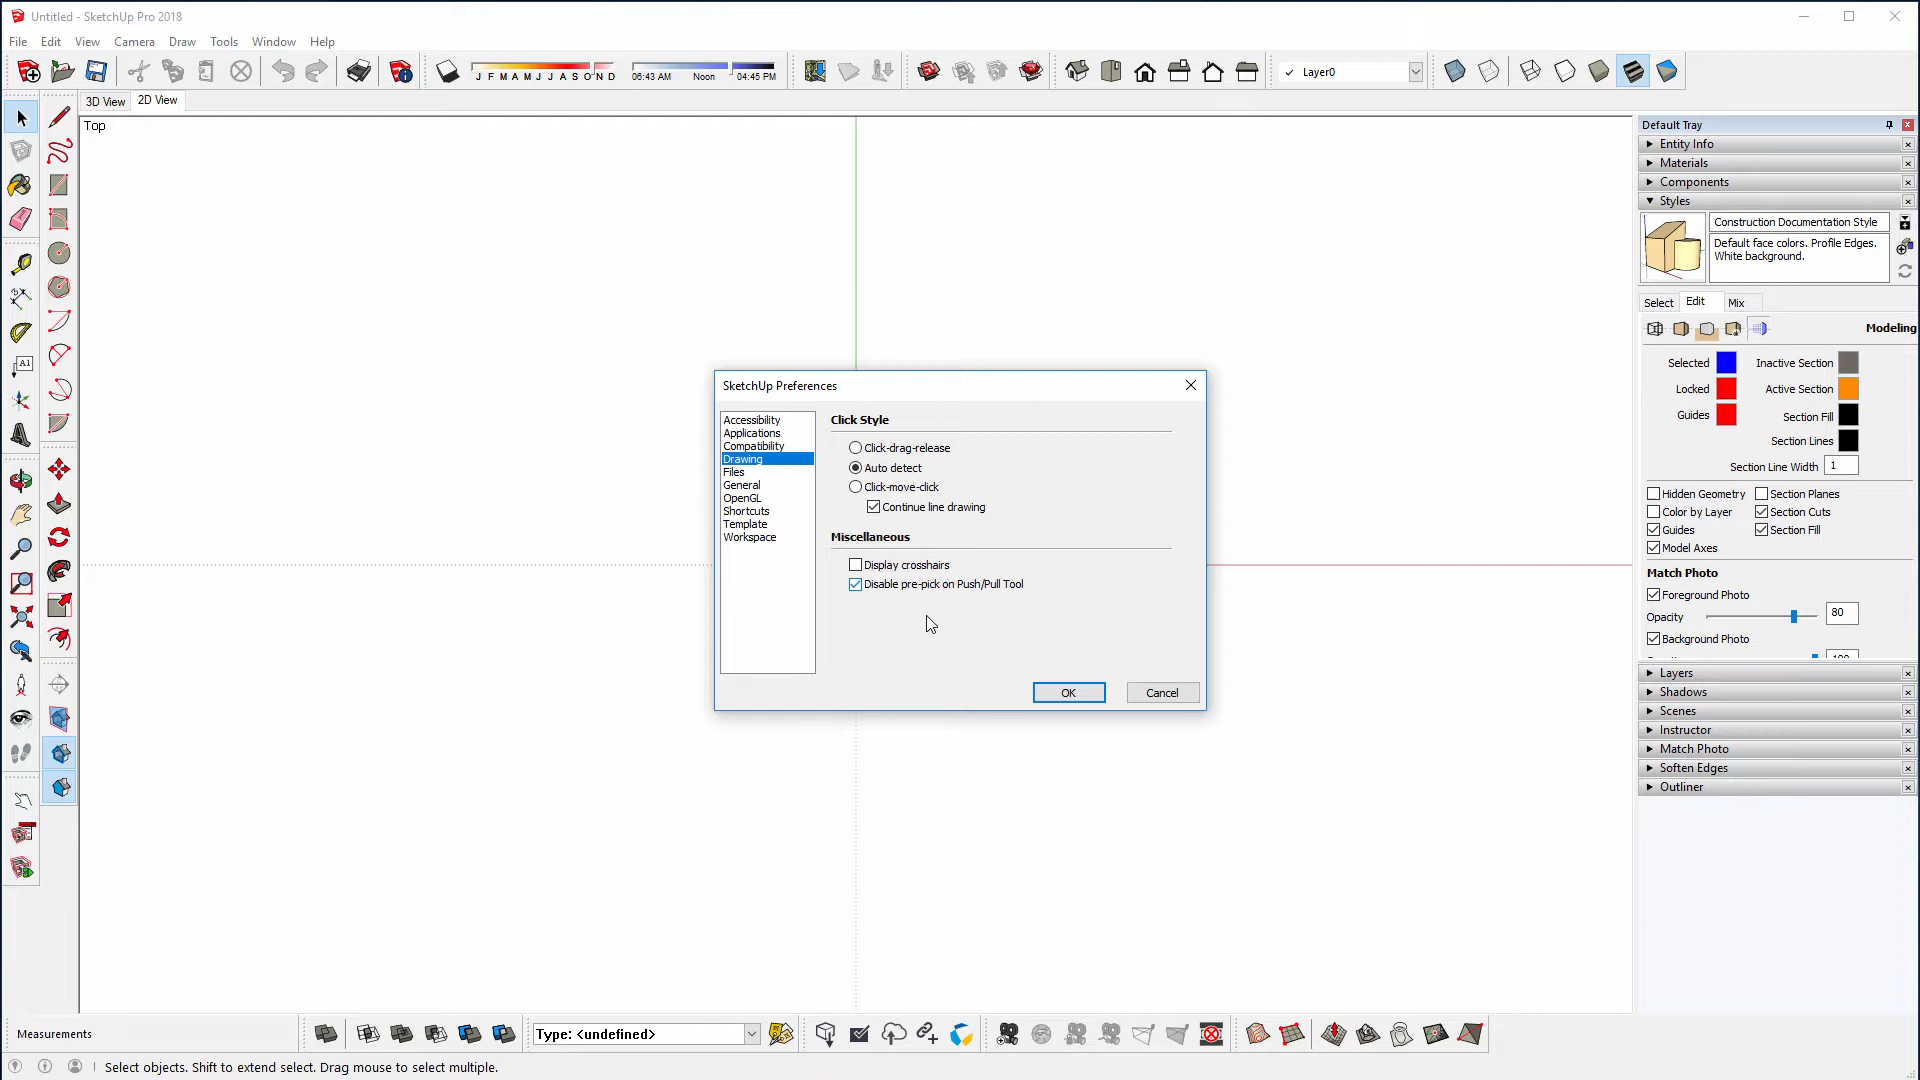 Untitled - SketchUp Pro 2018
File Edit View Camera Draw Tools Window Help
J F M A M J J A S O N D
06:43 AM Noon 04:45 PM
Layer0
3D View 2D View
Top
Default Tray
Entity Info
Materials
Components
Styles
Construction Documentation Style
Default face colors. Profile Edges.
White background.
Select Edit Mix
Modeling
Selected Inactive Section
Locked Active Section
Guides Section Fill
Section Lines
Section Line Width 1
Hidden Geometry Section Planes
Color by Layer Section Cuts
Guides Section Fill
Model Axes
Match Photo
Foreground Photo
Opacity 80
Background Photo
Layers
Shadows
Scenes
Instructor
Match Photo
Soften Edges
Outliner
SketchUp Preferences
Accessibility
Applications
Compatibility
Drawing
Files
General
OpenGL
Shortcuts
Template
Workspace
Click Style
Click-drag-release
Auto detect
Click-move-click
Continue line drawing
Miscellaneous
Display crosshairs
Disable pre-pick on Push/Pull Tool
OK Cancel
A1
Measurements
Type: <undefined>
Select objects. Shift to extend select. Drag mouse to select multiple.